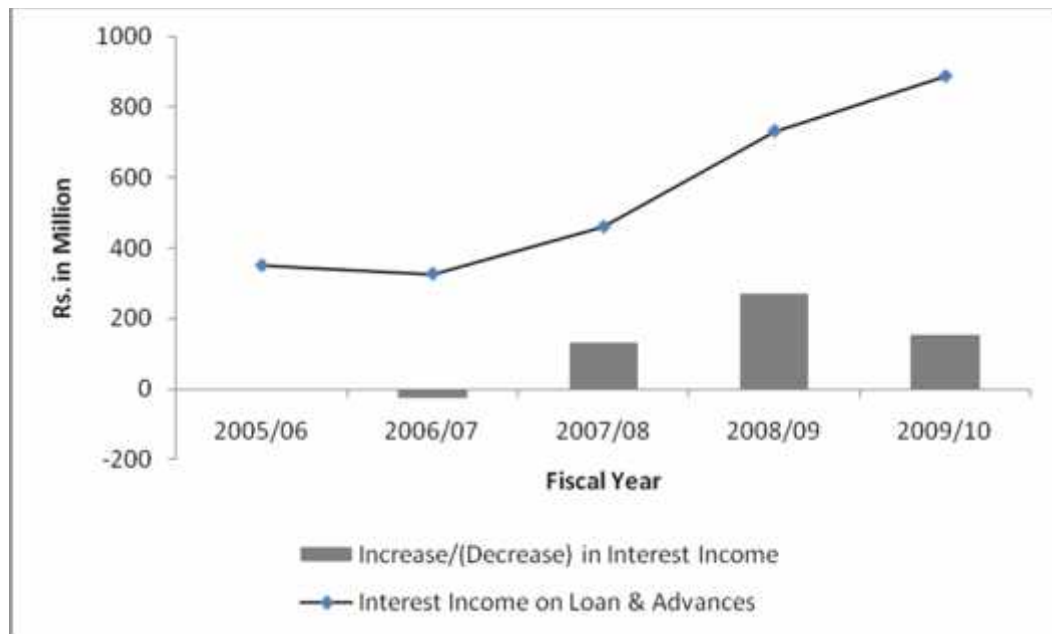 1000
800
600
400
200
0
-200
Rs. in Million
2005/06 2006/07 2007/08 2008/09 2009/10
Fiscal Year
Increase/(Decrease) in Interest Income
Interest Income on Loan & Advances